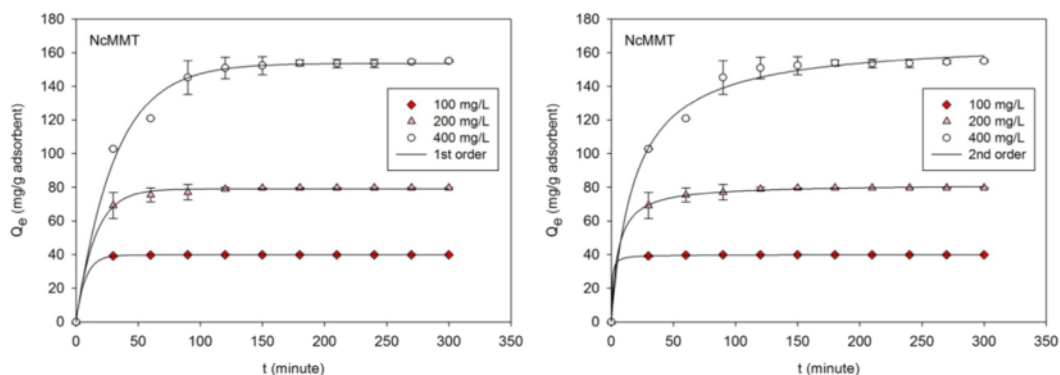 180
160
140
120
100
80
60
40
20
0
Qe (mg/g adsorbent)
NcMMT
100 mg/L
200 mg/L
400 mg/L
1st order
0 50 100 150 200 250 300 350
t (minute)
180
160
140
120
100
80
60
40
20
0
Qe (mg/g adsorbent)
NcMMT
100 mg/L
200 mg/L
400 mg/L
2nd order
0 50 100 150 200 250 300 350
t (minute)